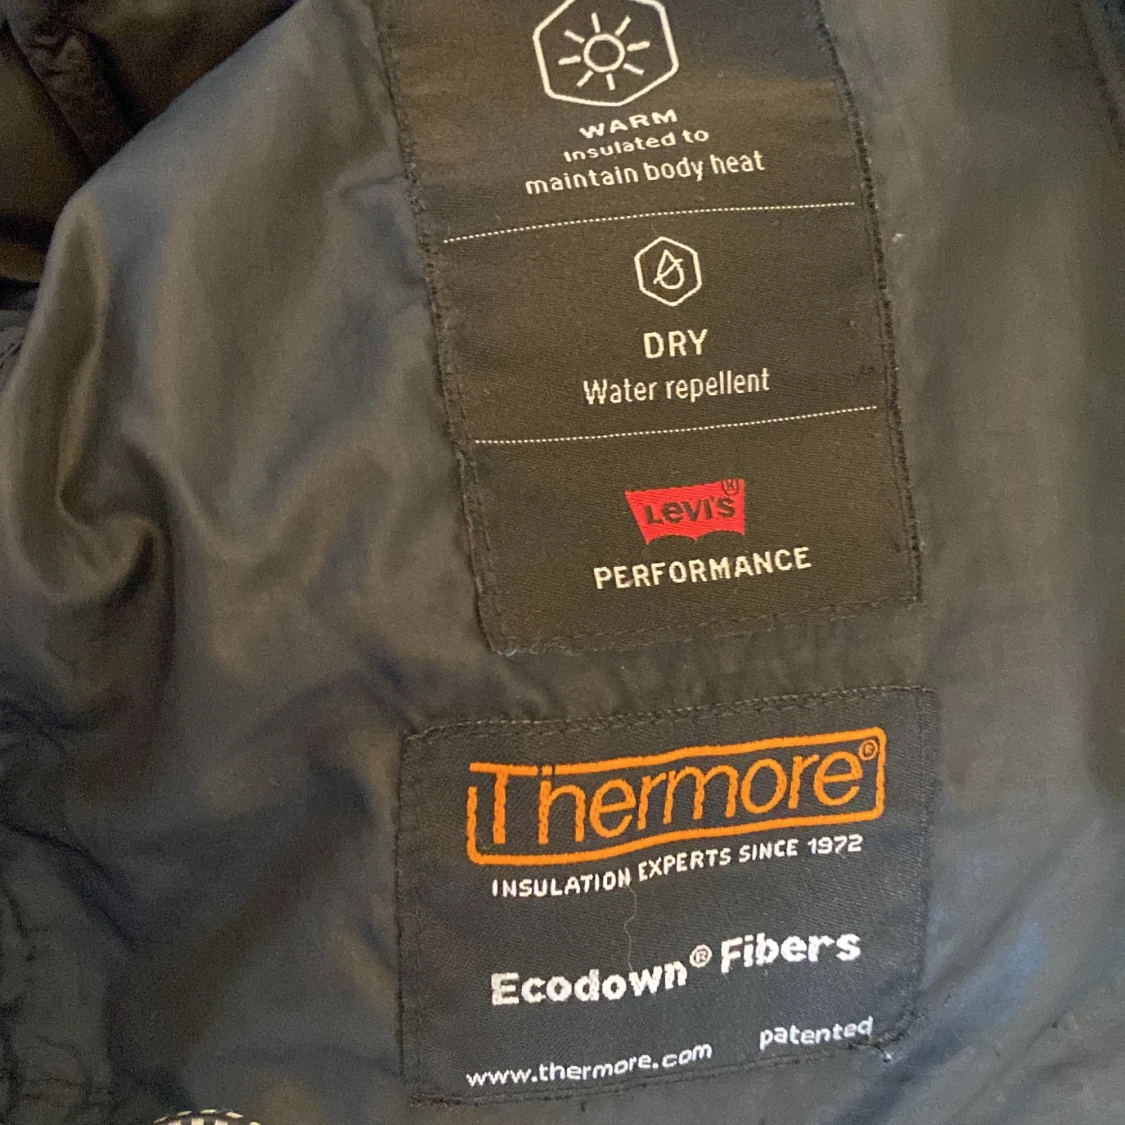 WARM
Insulated to
maintain body heat
DRY
Water repellent
Levi's®
PERFORMANCE
Thermore®
INSULATION EXPERTS SINCE 1972
Ecodown® Fibers
patented
www.thermore.com